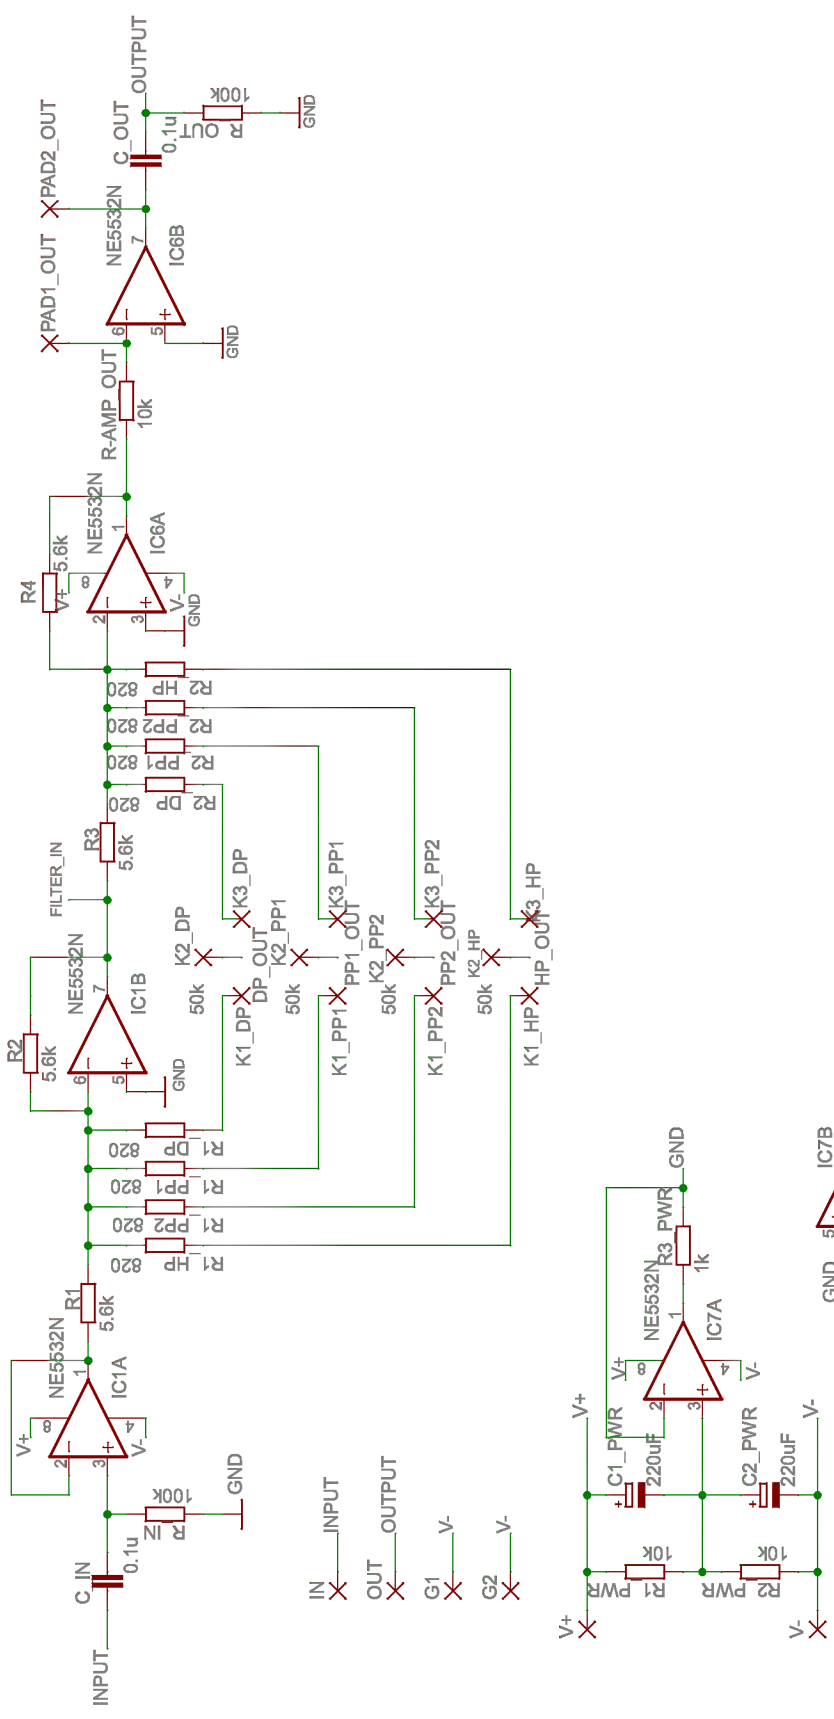 OUTPUT
PAD2_OUT
C_OUT
0.1u
100k
R_OUT
GND
NE5532N
7
IC6B
PAD1_OUT
6
5
GND
R-AMP_OUT
10k
NE5532N
1
IC6A
R4
5.6k
V+
8
4
V-
2
3
GND
820
R2_HP
820
R2_PP2
820
R2_PP1
820
R2_DP
R3
5.6k
FILTER_IN
K3_DP
K3_PP1
K3_PP2
K3_HP
K2_DP
K2_PP1
K2_PP2
K2_HP
50k
DP_OUT
50k
PP1_OUT
50k
PP2_OUT
50k
HP_OUT
K1_DP
K1_PP1
K1_PP2
K1_HP
NE5532N
7
IC1B
R2
5.6k
6
5
GND
820
R1_DP
820
R1_PP1
820
R1_PP2
820
R1_HP
R1
5.6k
NE5532N
1
IC1A
V+
8
4
V-
2
3
100k
R_IN
GND
C_IN
0.1u
INPUT
INPUT
IN
OUTPUT
OUT
V-
G1
V-
G2
GND
R3_PWR
1k
NE5532N
1
IC7A
V+
8
4
V-
2
3
V+
C1_PWR
220uF
C2_PWR
220uF
V-
10k
R1_PWR
10k
R2_PWR
V+
V-
IC7B
5
GND